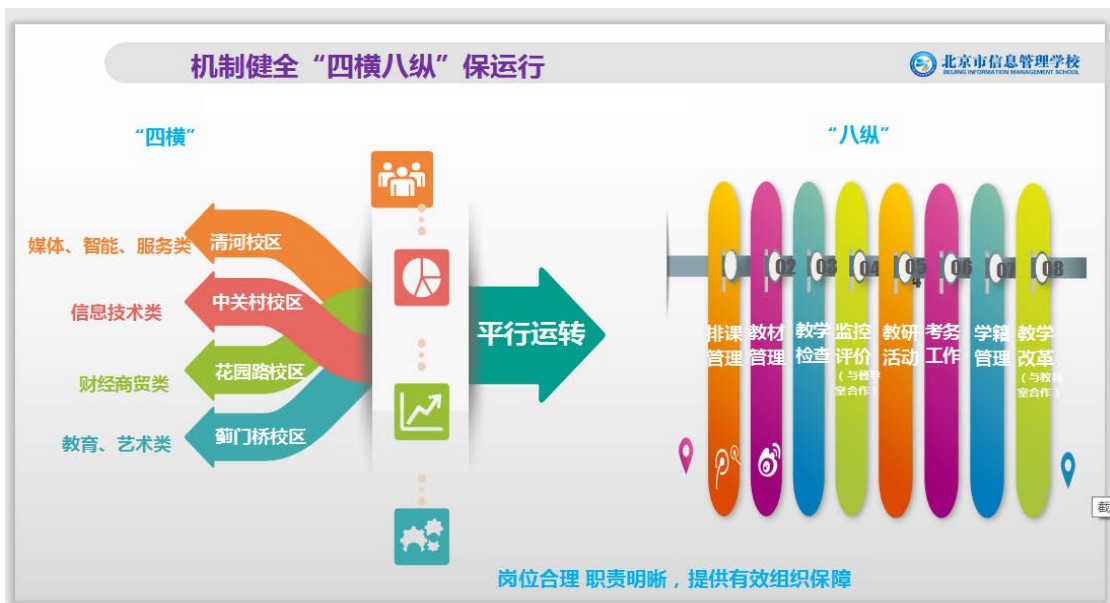 机制健全“四横八纵”保运行
北京市信息管理学校
BEIJING INFORMATION MANAGEMENT SCHOOL
“四横”
媒体、智能、服务类
清河校区
信息技术类
中关村校区
财经商贸类
花园路校区
教育、艺术类
蓟门桥校区
平行运转
“八纵”
02
03
04
05
4
06
07
08
排课
管理
教材
管理
教学
检查
监控
评价
(与督导
室合作)
教研
活动
考务
工作
学籍
管理
教学
改革
(与教科
室合作)
岗位合理 职责明晰，提供有效组织保障
截